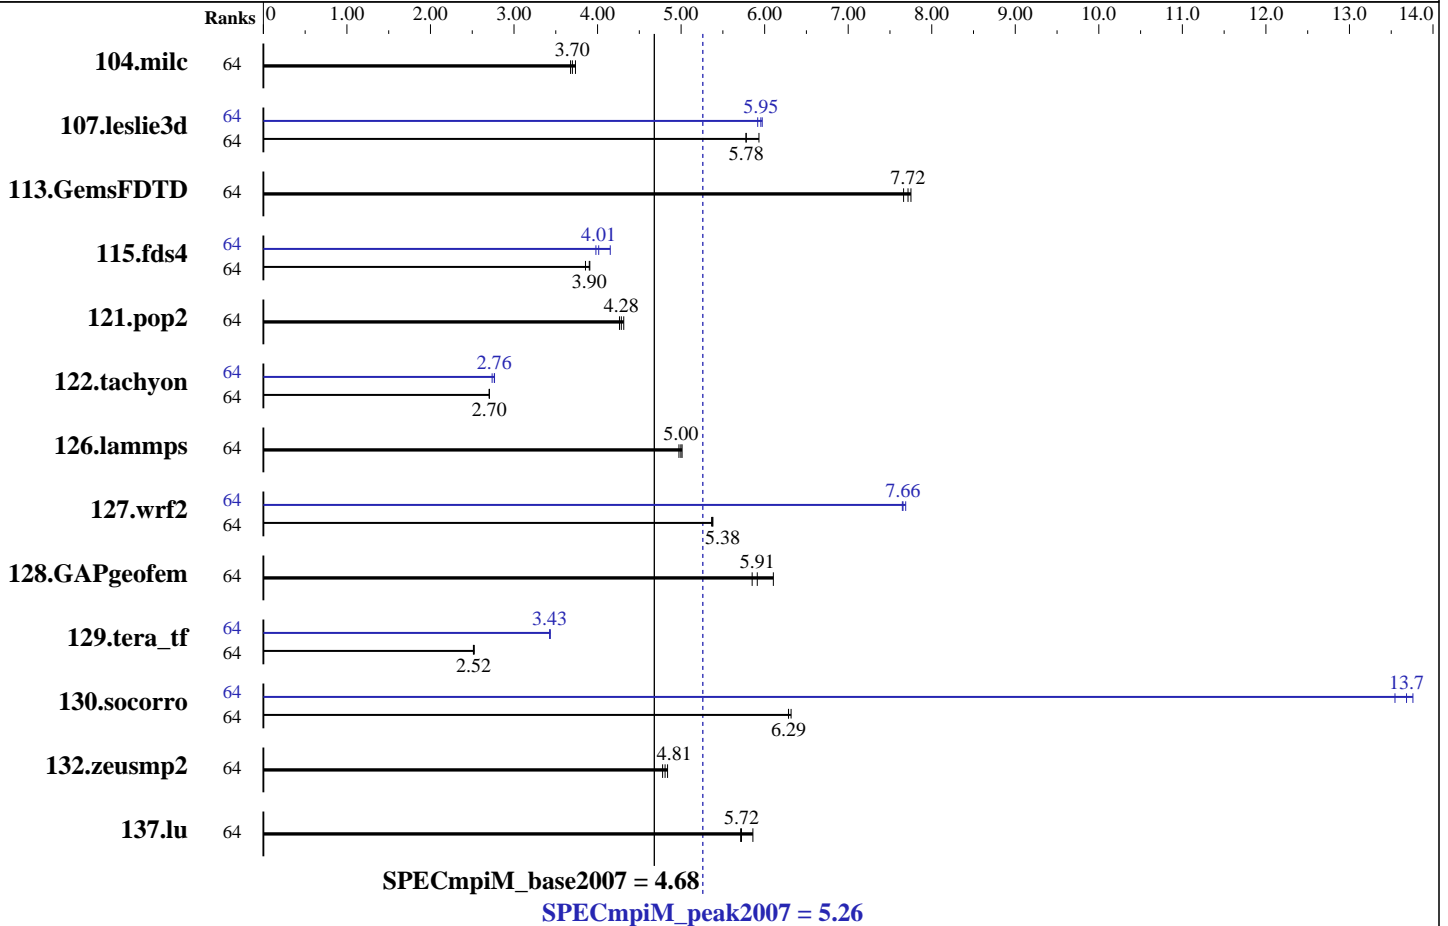 Ranks 0 1.00 2.00 3.00 4.00 5.00 6.00 7.00 8.00 9.00 10.0 11.0 12.0 13.0 14.0
104.milc 64 3.70
107.leslie3d 64 5.95
64 5.78
113.GemsFDTD 64 7.72
115.fds4 64 4.01
64 3.90
121.pop2 64 4.28
122.tachyon 64 2.76
64 2.70
126.lammps 64 5.00
127.wrf2 64 7.66
64 5.38
128.GAPgeofem 64 5.91
129.tera_tf 64 3.43
64 2.52
130.socorro 64 13.7
64 6.29
132.zeusmp2 64 4.81
137.lu 64 5.72
SPECmpiM_base2007 = 4.68
SPECmpiM_peak2007 = 5.26